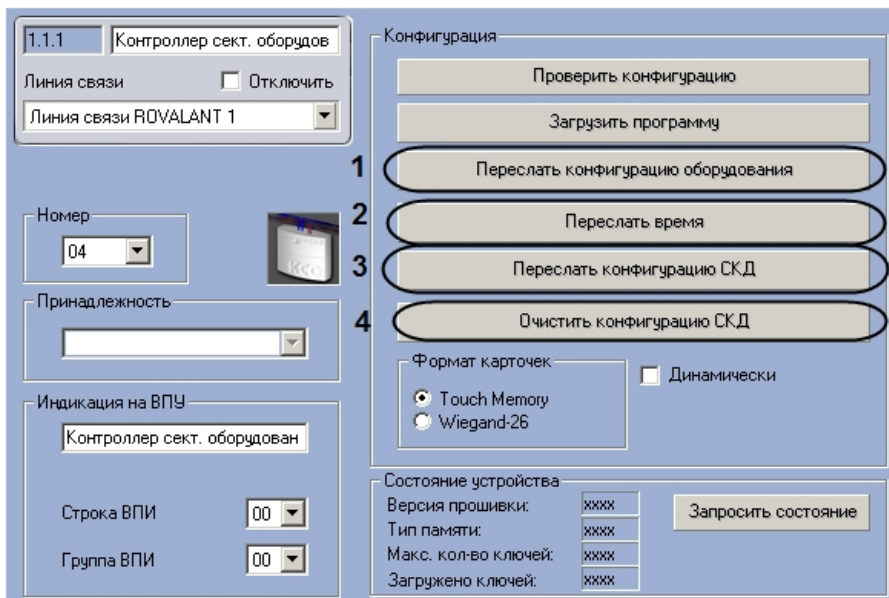 1.1.1
Контроллер сект. оборудов
Линия связи
Отключить
Линия связи ROVALANT 1
Номер
04
КСО
Принадлежность
Индикация на ВПУ
Контроллер сект. оборудован
Строка ВПИ
00
Группа ВПИ
00
Конфигурация
Проверить конфигурацию
Загрузить программу
1
Переслать конфигурацию оборудования
2
Переслать время
3
Переслать конфигурацию СКД
4
Очистить конфигурацию СКД
Формат карточек
Touch Memory
Wiegand-26
Динамически
Состояние устройства
Версия прошивки:
xxxx
Тип памяти:
xxxx
Макс. кол-во ключей:
xxxx
Загружено ключей:
xxxx
Запросить состояние